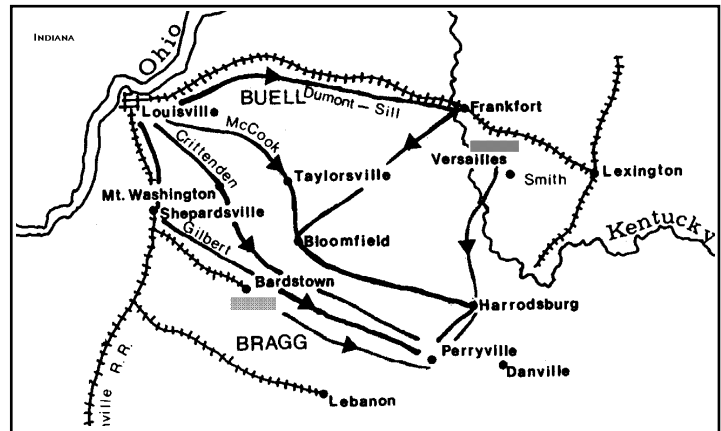 INDIANA
Ohio
Louisville
BUELL
Dumont – Sill
Frankfort
McCook
Crittenden
Versailles
Smith
Lexington
Taylorsville
Mt. Washington
Shepardsville
Gilbert
Bloomfield
Kentucky
Bardstown
Harrodsburg
BRAGG
Perryville
Danville
Lebanon
ville R.R.